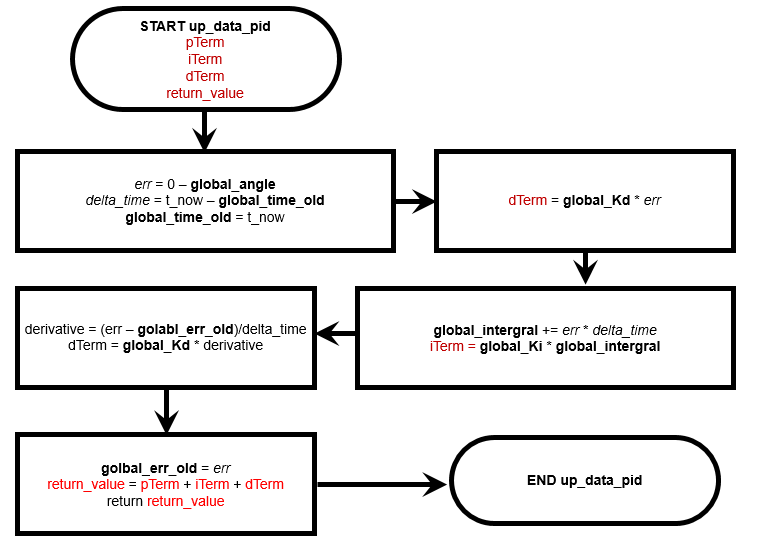 START up_data_pid
pTerm
iTerm
dTerm
return_value
err = 0 – global_angle
delta_time = t_now – global_time_old
global_time_old = t_now
dTerm = global_Kd * err
global_intergral += err * delta_time
iTerm = global_Ki * global_intergral
derivative = (err – golabl_err_old)/delta_time
dTerm = global_Kd * derivative
golbal_err_old = err
return_value = pTerm + iTerm + dTerm
return return_value
END up_data_pid